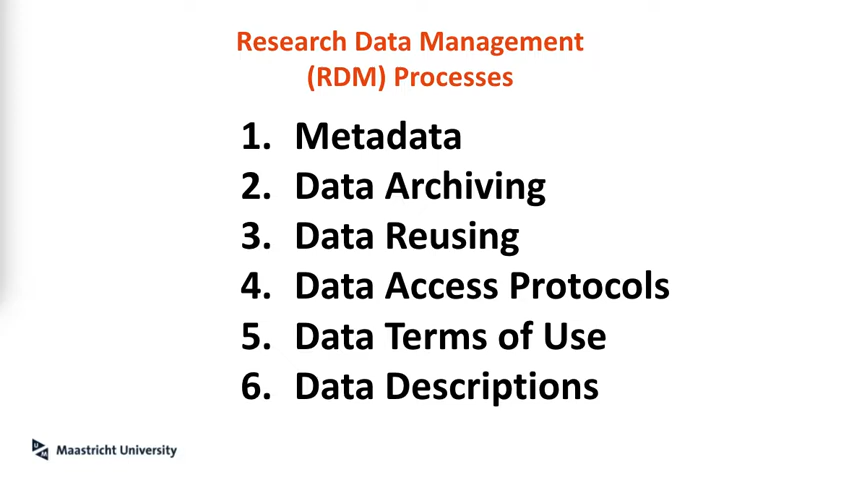 Research Data Management
(RDM) Processes
1. Metadata
2. Data Archiving
3. Data Reusing
4. Data Access Protocols
5. Data Terms of Use
6. Data Descriptions
UM Maastricht University